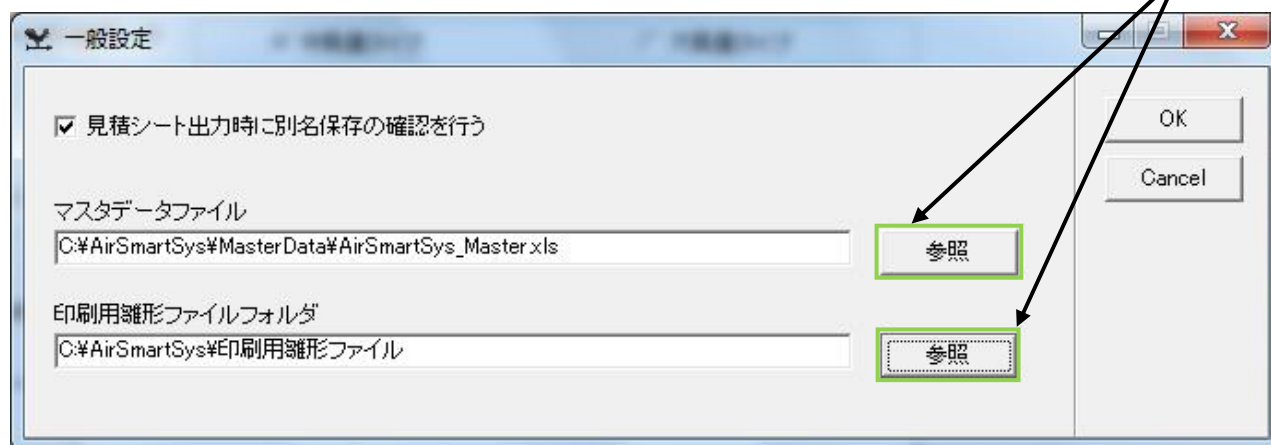 一般設定
見積シート出力時に別名保存の確認を行う
OK
Cancel
マスタデータファイル
C:¥AirSmartSys¥MasterData¥AirSmartSys_Master.xls
参照
印刷用雛形ファイルフォルダ
C:¥AirSmartSys¥印刷用雛形ファイル
参照